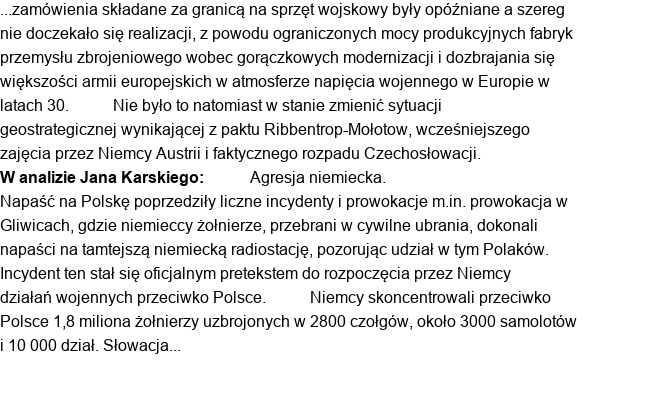 ...zamówienia składane za granicą na sprzęt wojskowy były opóźniane a szereg
nie doczekało się realizacji, z powodu ograniczonych mocy produkcyjnych fabryk
przemysłu zbrojeniowego wobec gorączkowych modernizacji i dozbrajania się
większości armii europejskich w atmosferze napięcia wojennego w Europie w
latach 30. Nie było to natomiast w stanie zmienić sytuacji
geostrategicznej wynikającej z paktu Ribbentrop-Mołotow, wcześniejszego
zajęcia przez Niemcy Austrii i faktycznego rozpadu Czechosłowacji.
W analizie Jana Karskiego: Agresja niemiecka.
Napaść na Polskę poprzedziły liczne incydenty i prowokacje m.in. prowokacja w
Gliwicach, gdzie niemieccy żołnierze, przebrani w cywilne ubrania, dokonali
napaści na tamtejszą niemiecką radiostację, pozorując udział w tym Polaków.
Incydent ten stał się oficjalnym pretekstem do rozpoczęcia przez Niemcy
działań wojennych przeciwko Polsce. Niemcy skoncentrowali przeciwko
Polsce 1,8 miliona żołnierzy uzbrojonych w 2800 czołgów, około 3000 samolotów
i 10 000 dział. Słowacja...